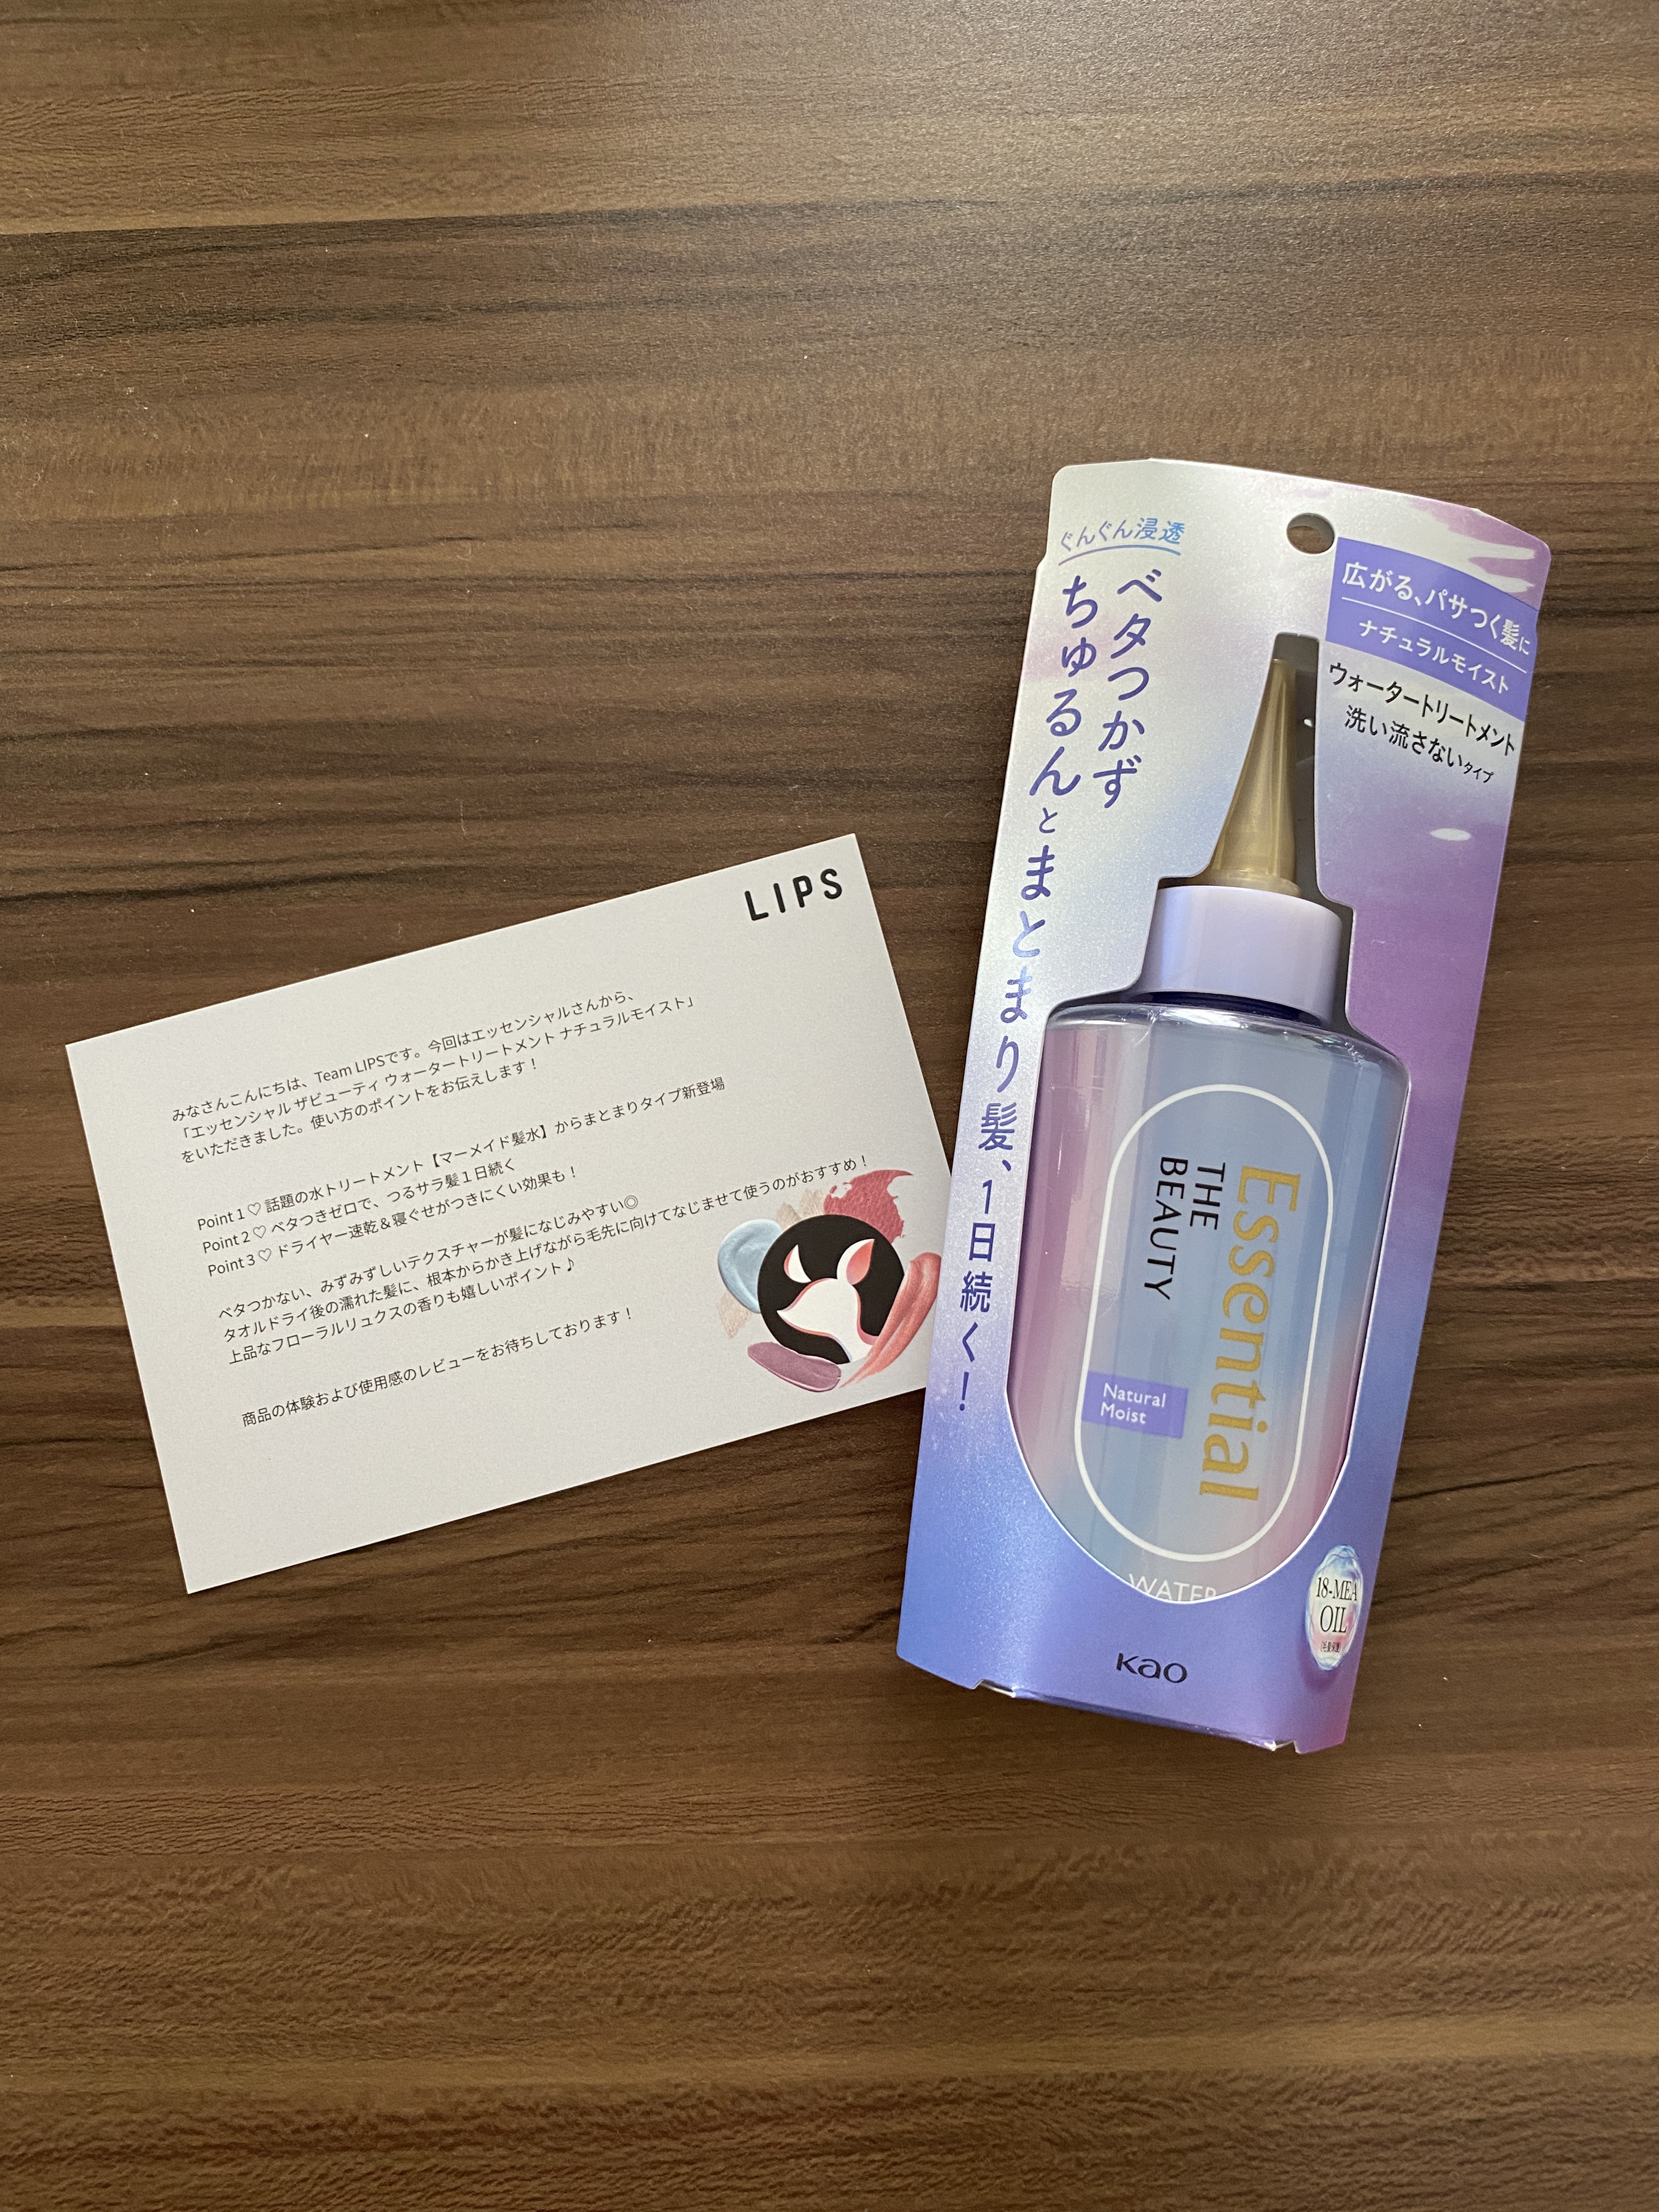 LIPS
みなさんこんにちは、Team LIPSです。今回はエッセンシャルさんから、
「エッセンシャル ザビューティ ウォータートリートメント ナチュラルモイスト」
をいただきました。使い方のポイントをお伝えします！
Point 1♡ 話題の水トリートメント【マーメイド髪水】からまとまりタイプ新登場
Point 2♡ ベタつきゼロで、つるサラ髪１日続く
Point 3♡ ドライヤー速乾＆寝ぐせがつきにくい効果も！
ベタつかない、みずみずしいテクスチャーが髪になじみやすい◎
タオルドライ後の濡れた髪に、根本からかき上げながら毛先に向けてなじませて使うのがおすすめ！
上品なフローラルリュクスの香りも嬉しいポイント♪
商品の体験および使用感のレビューをお待ちしております！
ぐんぐん浸透
ベタつかず
ちゅるんとまとまり髪、1日続く！
広がる、パサつく髪に
ナチュラルモイスト
ウォータートリートメント
洗い流さないタイプ
Essential
THE
BEAUTY
Natural
Moist
WATER
18-MEA
OIL
Kao